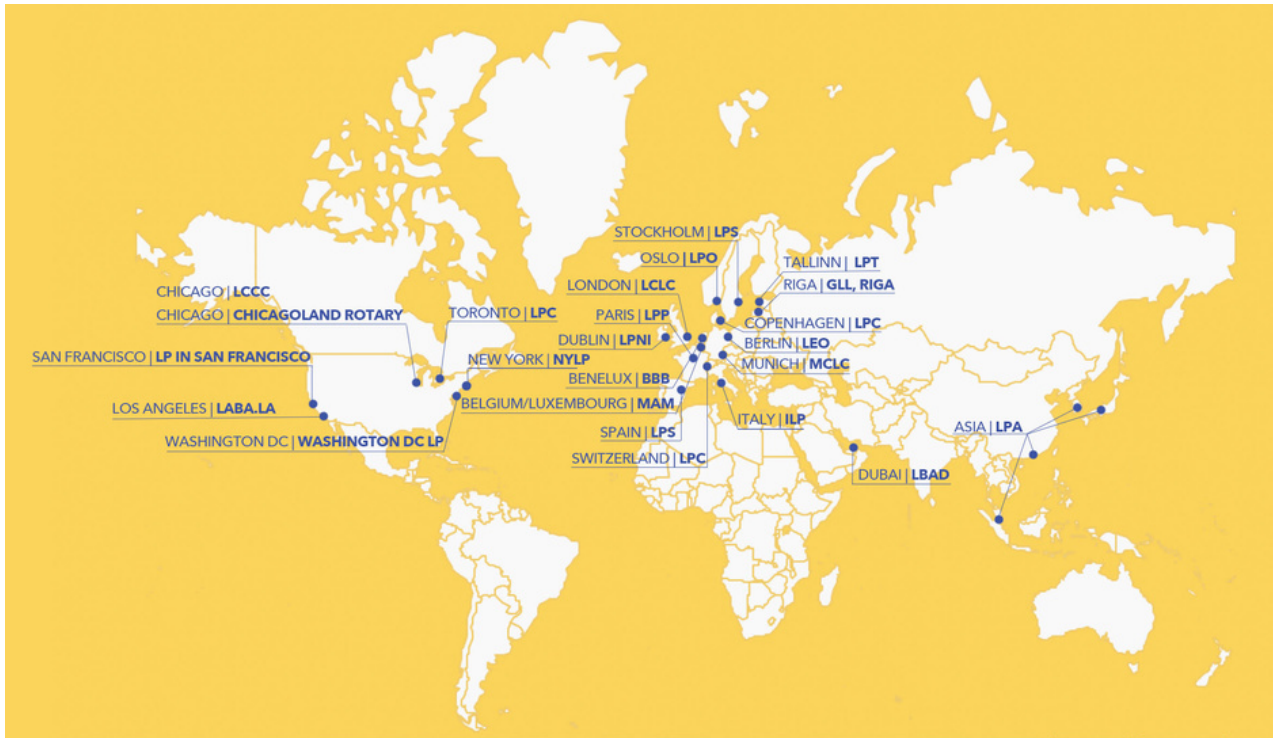 STOCKHOLM | LPS
OSLO | LPO
TALLINN | LPT
LONDON | LCLC
RIGA | GLL, RIGA
CHICAGO | LCCC
CHICAGO | CHICAGOLAND ROTARY
TORONTO | LPC
PARIS | LPP
COPENHAGEN | LPC
DUBLIN | LPNI
BERLIN | LEO
SAN FRANCISCO | LP IN SAN FRANCISCO
NEW YORK | NYLP
MUNICH | MCLC
BENELUX | BBB
LOS ANGELES | LABA.LA
BELGIUM/LUXEMBOURG | MAM
ITALY | ILP
ASIA | LPA
SPAIN | LPS
WASHINGTON DC | WASHINGTON DC LP
SWITZERLAND | LPC
DUBAI | LBAD